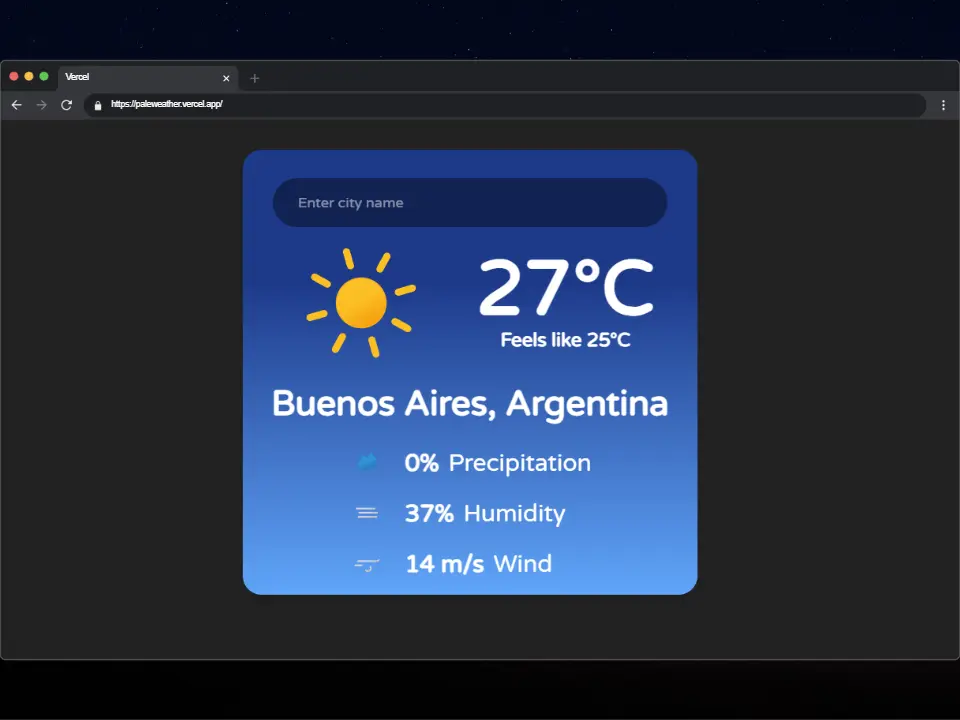 Vercel
https://paleweather.vercel.app/
Enter city name
27°C
Feels like 25°C
Buenos Aires, Argentina
0% Precipitation
37% Humidity
14 m/s Wind